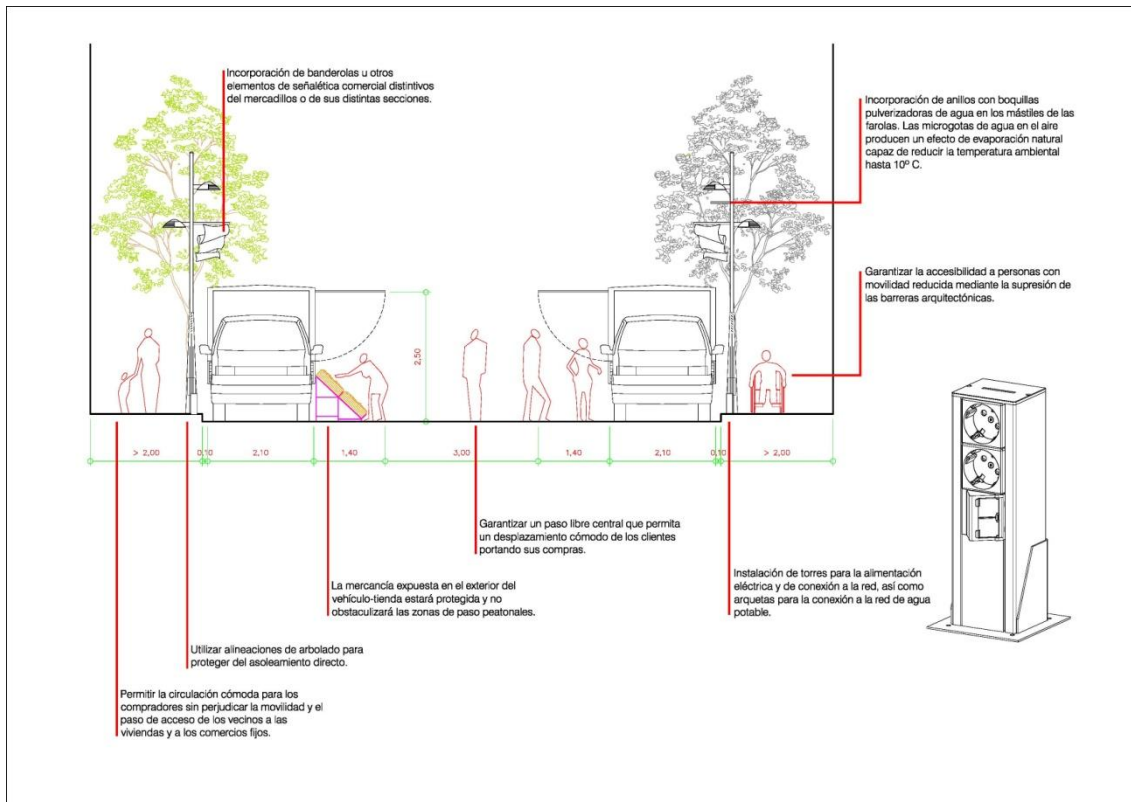 Incorporación de banderolas u otros
elementos de señalética comercial distintivos
del mercadillos o de sus distintas secciones.
Incorporación de anillos con boquillas
pulverizadoras de agua en los mástiles de las
farolas. Las microgotas de agua en el aire
producen un efecto de evaporación natural
capaz de reducir la temperatura ambiental
hasta 10º C.
Garantizar la accesibilidad a personas con
movilidad reducida mediante la supresión de
las barreras arquitectónicas.
2,50
> 2,00 0,10 2,10 1,40 3,00 1,40 2,10 0,10 > 2,00
Garantizar un paso libre central que permita
un desplazamiento cómodo de los clientes
portando sus compras.
Instalación de torres para la alimentación
eléctrica y de conexión a la red, así como
arquetas para la conexión a la red de agua
potable.
La mercancía expuesta en el exterior del
vehículo-tienda estará protegida y no
obstaculizará las zonas de paso peatonales.
Utilizar alineaciones de arbolado para
proteger del asoleamiento directo.
Permitir la circulación cómoda para los
compradores sin perjudicar la movilidad y el
paso de acceso de los vecinos a las
viviendas y a los comercios fijos.